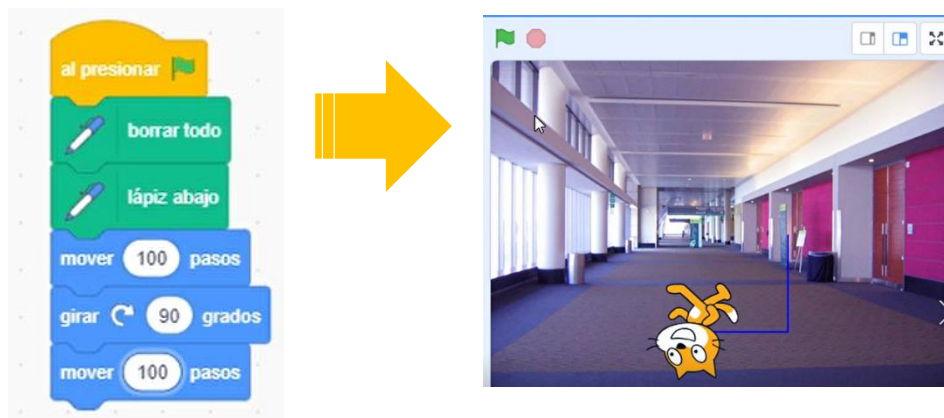 al presionar
borrar todo
lápiz abajo
mover 100 pasos
girar 90 grados
mover 100 pasos